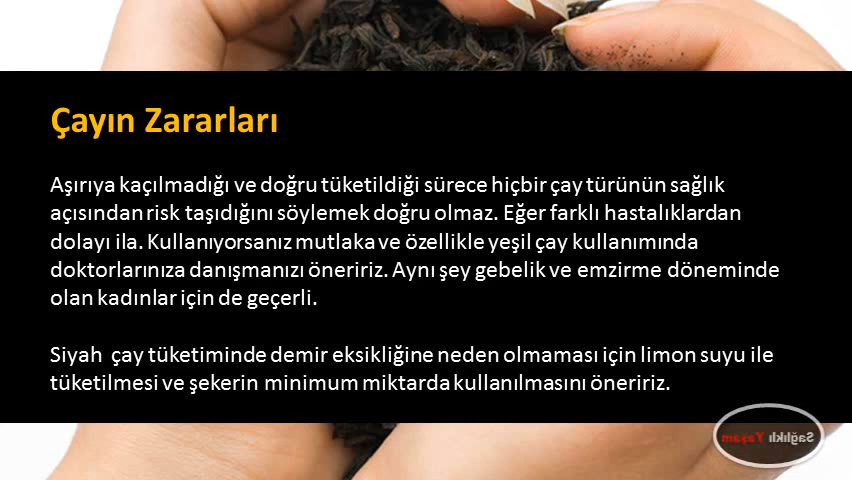 Çayın Zararları
Aşırıya kaçılmadığı ve doğru tüketildiği sürece hiçbir çay türünün sağlık
açısından risk taşıdığını söylemek doğru olmaz. Eğer farklı hastalıklardan
dolayı ila. Kullanıyorsanız mutlaka ve özellikle yeşil çay kullanımında
doktorlarınıza danışmanızı öneririz. Aynı şey gebelik ve emzirme döneminde
olan kadınlar için de geçerli.
Siyah çay tüketiminde demir eksikliğine neden olmaması için limon suyu ile
tüketilmesi ve şekerin minimum miktarda kullanılmasını öneririz.
Sağlıklı Yaşam